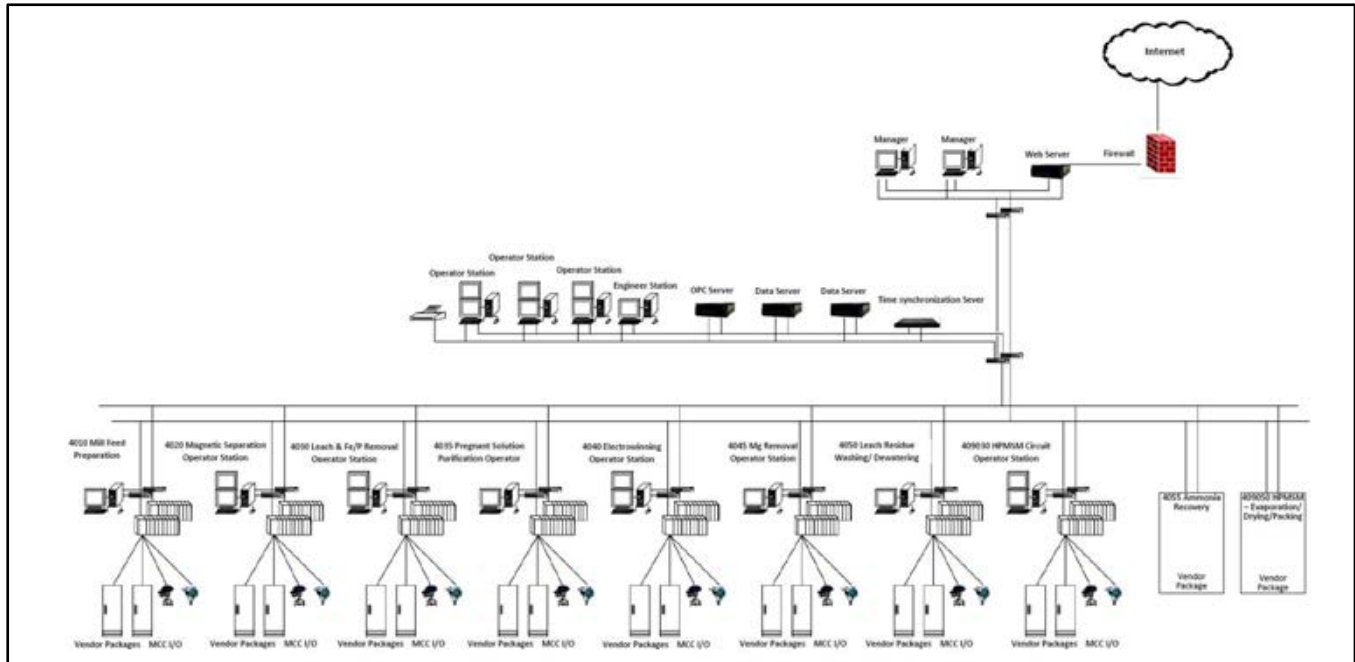 Internet
Manager
Manager
Web Server
Firewall
Operator Station
Operator Station
Operator Station
Engineer Station
OPC Server
Data Server
Data Server
Time synchronization Sever
4010 Mill Feed
Preparation
4020 Magnetic Separation
Operator Station
4030 Leach & Fe/P Removal
Operator Station
4035 Pregnant Solution
Purification Operator
4040 Electrowinning
Operator Station
4045 Mg Removal
Operator Station
4050 Leach Residue
Washing/ Dewatering
409030 HPMSM Circuit
Operator Station
4055 Ammonia
Recovery
Vendor
Package
409050 HPMSM
– Evaporation/
Drying/Packing
Vendor
Package
Vendor Packages MCC I/O
Vendor Packages MCC I/O
Vendor Packages MCC I/O
Vendor Packages MCC I/O
Vendor Packages MCC I/O
Vendor Packages MCC I/O
Vendor Packages MCC I/O
Vendor Packages MCC I/O